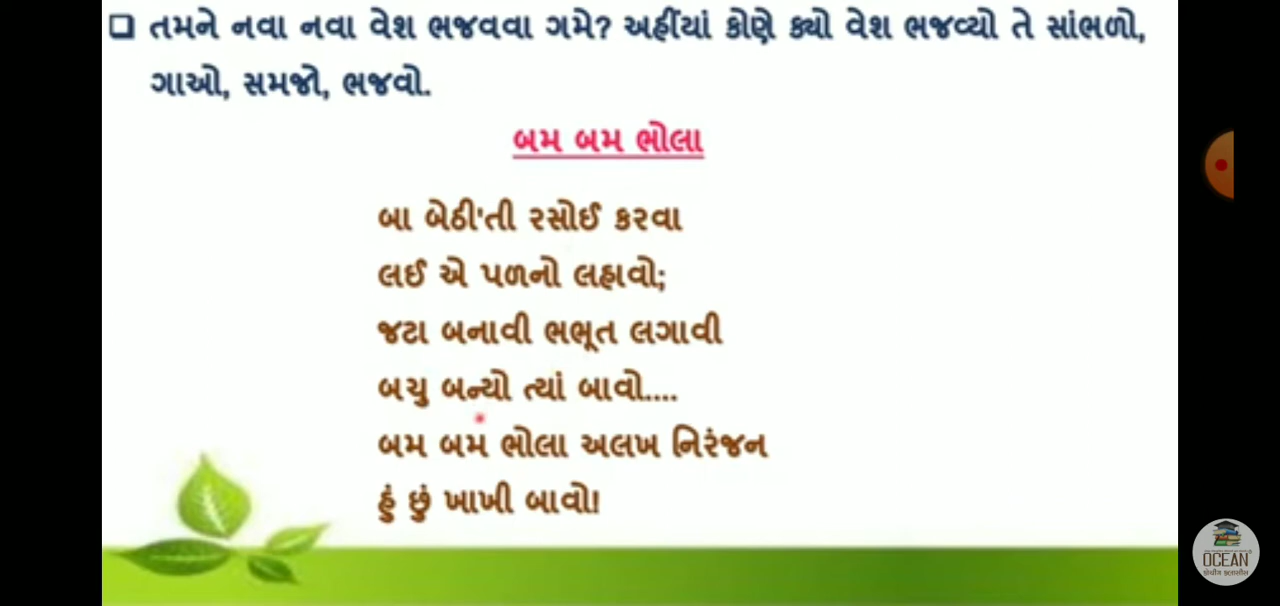 ❑ તમને નવા નવા વેશ ભજવવા ગમે? અહીંયાં કોણે ક્યો વેશ ભજવ્યો તે સાંભળો,
ગાઓ, સમજો, ભજવો.
બમ બમ ભોલા
બા બેઠી'તી રસોઈ કરવા
લઈ એ પળનો લહાવો;
જટા બનાવી ભભૂત લગાવી
બચુ બન્યો ત્યાં બાવો....
બમ બમ ભોલા અલખ નિરંજન
હું છું ખાખી બાવો!
OCEAN
કોચીંગ ક્લાસીસ